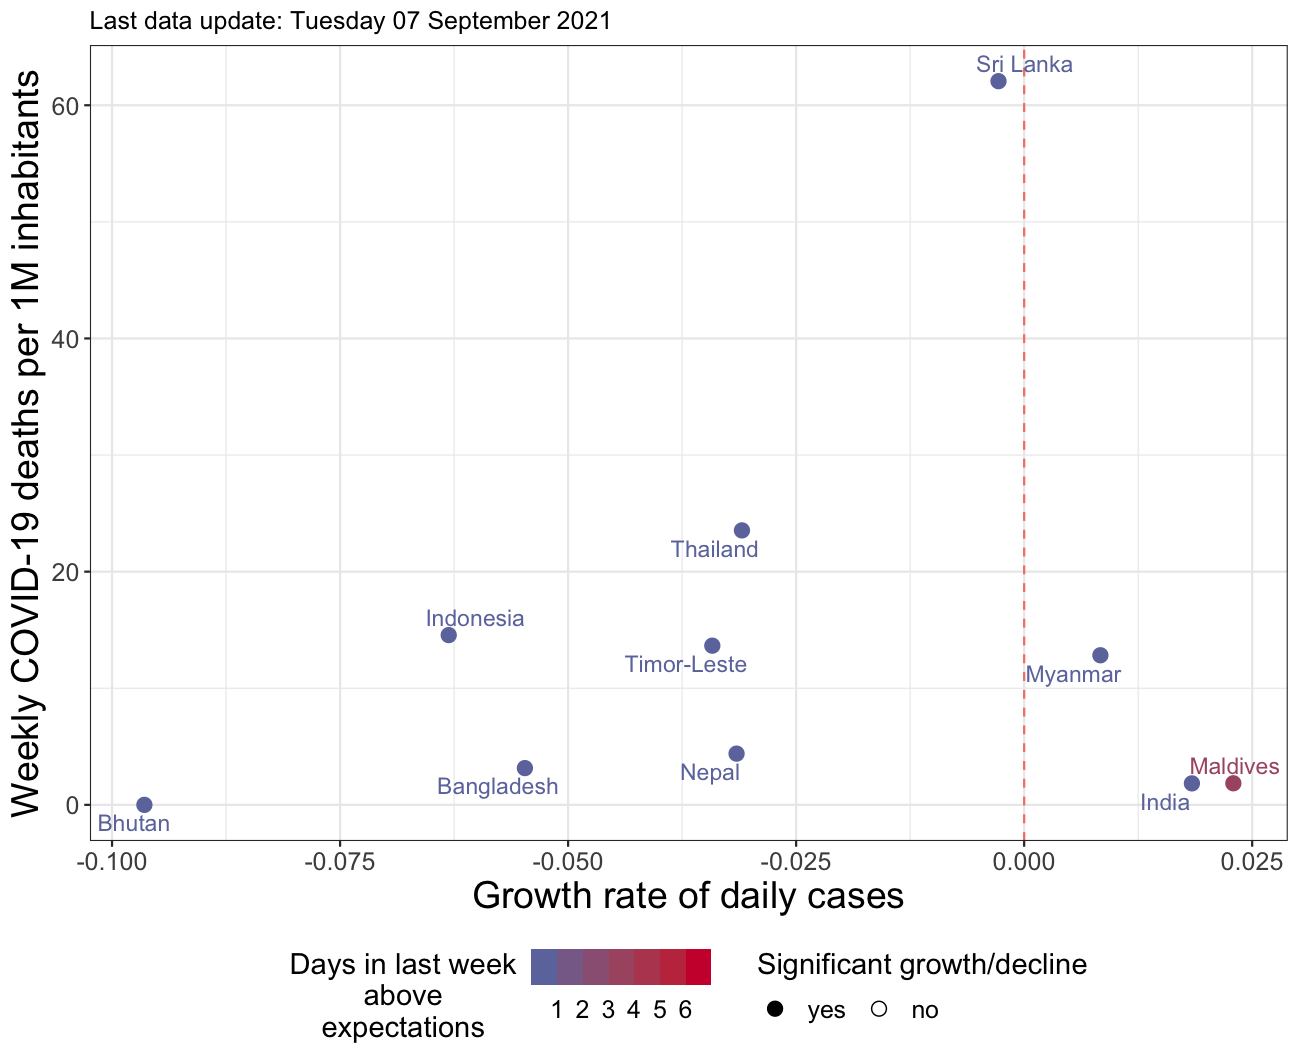 Last data update: Tuesday 07 September 2021
Weekly COVID-19 deaths per 1M inhabitants
60
40
20
0
Sri Lanka
Thailand
Indonesia
Timor-Leste
Myanmar
Nepal
Bangladesh
Maldives
India
Bhutan
-0.100 -0.075 -0.050 -0.025 0.000 0.025
Growth rate of daily cases
Days in last week
above
expectations
1 2 3 4 5 6
Significant growth/decline
yes no